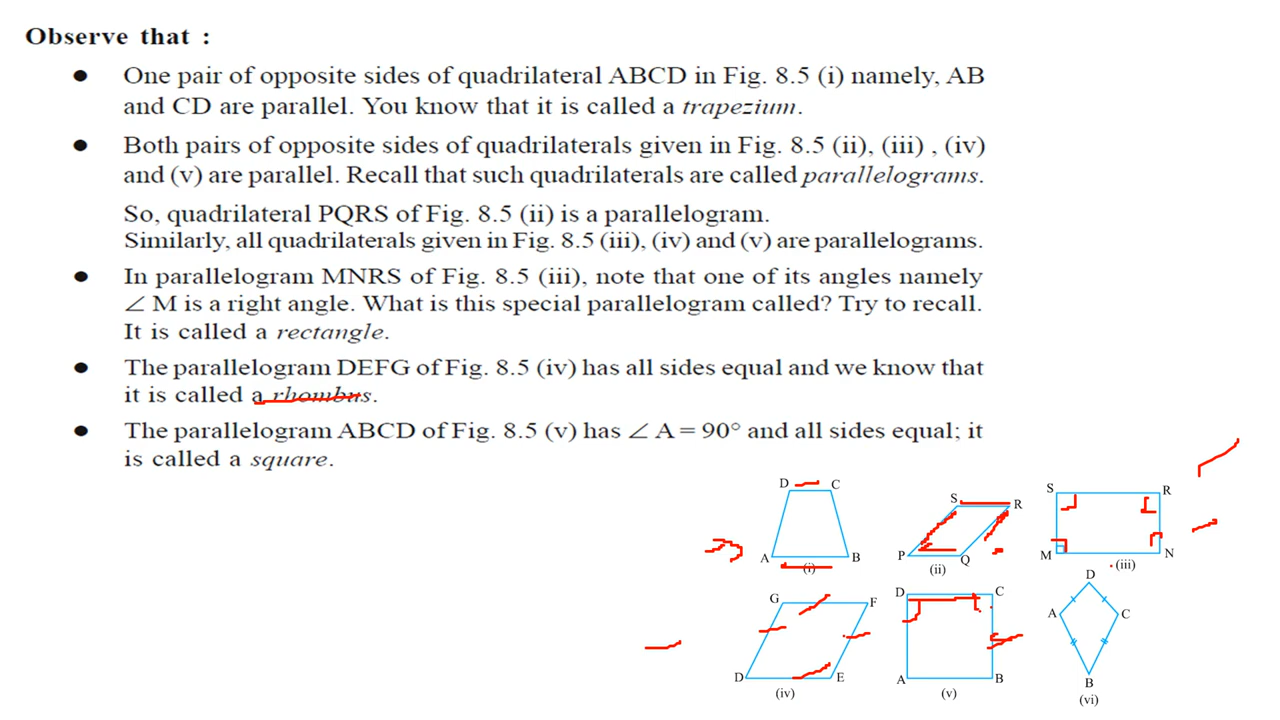 Observe that :
● One pair of opposite sides of quadrilateral ABCD in Fig. 8.5 (i) namely, AB
and CD are parallel. You know that it is called a trapezium.
● Both pairs of opposite sides of quadrilaterals given in Fig. 8.5 (ii), (iii) , (iv)
and (v) are parallel. Recall that such quadrilaterals are called parallelograms.
So, quadrilateral PQRS of Fig. 8.5 (ii) is a parallelogram.
Similarly, all quadrilaterals given in Fig. 8.5 (iii), (iv) and (v) are parallelograms.
● In parallelogram MNRS of Fig. 8.5 (iii), note that one of its angles namely
∠ M is a right angle. What is this special parallelogram called? Try to recall.
It is called a rectangle.
● The parallelogram DEFG of Fig. 8.5 (iv) has all sides equal and we know that
it is called a rhombus.
● The parallelogram ABCD of Fig. 8.5 (v) has ∠ A = 90° and all sides equal; it
is called a square.
D C
A B
(i)
S R
P Q
(ii)
S R
M N
(iii)
G F
D E
(iv)
D C
A B
(v)
D
A C
B
(vi)